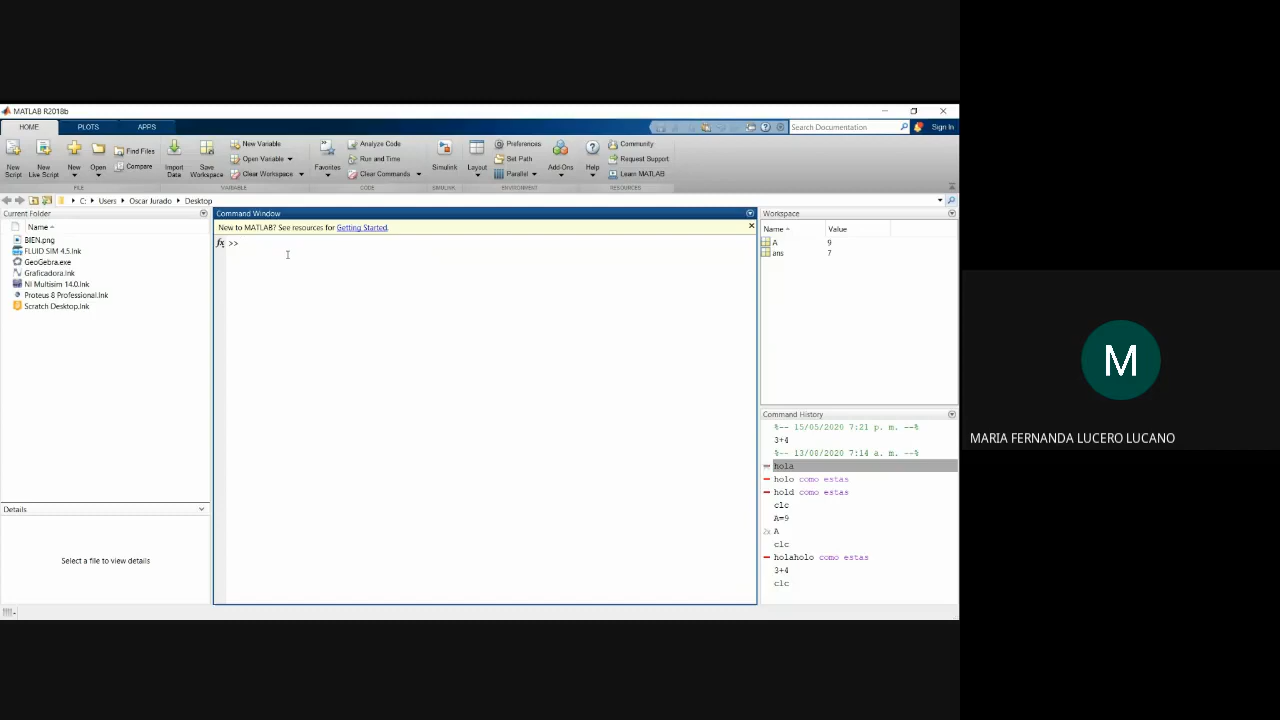 MATLAB R2018b
HOME PLOTS APPS
Search Documentation
Sign In
New Script
New Live Script
New
Open
Find Files
Compare
Import Data
Save Workspace
New Variable
Open Variable
Clear Workspace
Favorites
Analyze Code
Run and Time
Clear Commands
Simulink
Layout
Preferences
Set Path
Parallel
Add-Ons
Help
Community
Request Support
Learn MATLAB
FILE VARIABLE CODE SIMULINK ENVIRONMENT RESOURCES
C: Users Oscar Jurado Desktop
Current Folder
Name
BIEN.png
FLUID SIM 4.5.lnk
GeoGebra.exe
Graficadora.lnk
NI Multisim 14.0.lnk
Proteus 8 Professional.lnk
Scratch Desktop.lnk
Details
Select a file to view details
Command Window
New to MATLAB? See resources for Getting Started.
fx >>
Workspace
Name Value
A 9
ans 7
Command History
%-- 15/05/2020 7:21 p. m. --%
3+4
%-- 13/08/2020 7:14 a. m. --%
hola
holo como estas
hold como estas
clc
A=9
2x A
clc
holaholo como estas
3+4
clc
M
MARIA FERNANDA LUCERO LUCANO